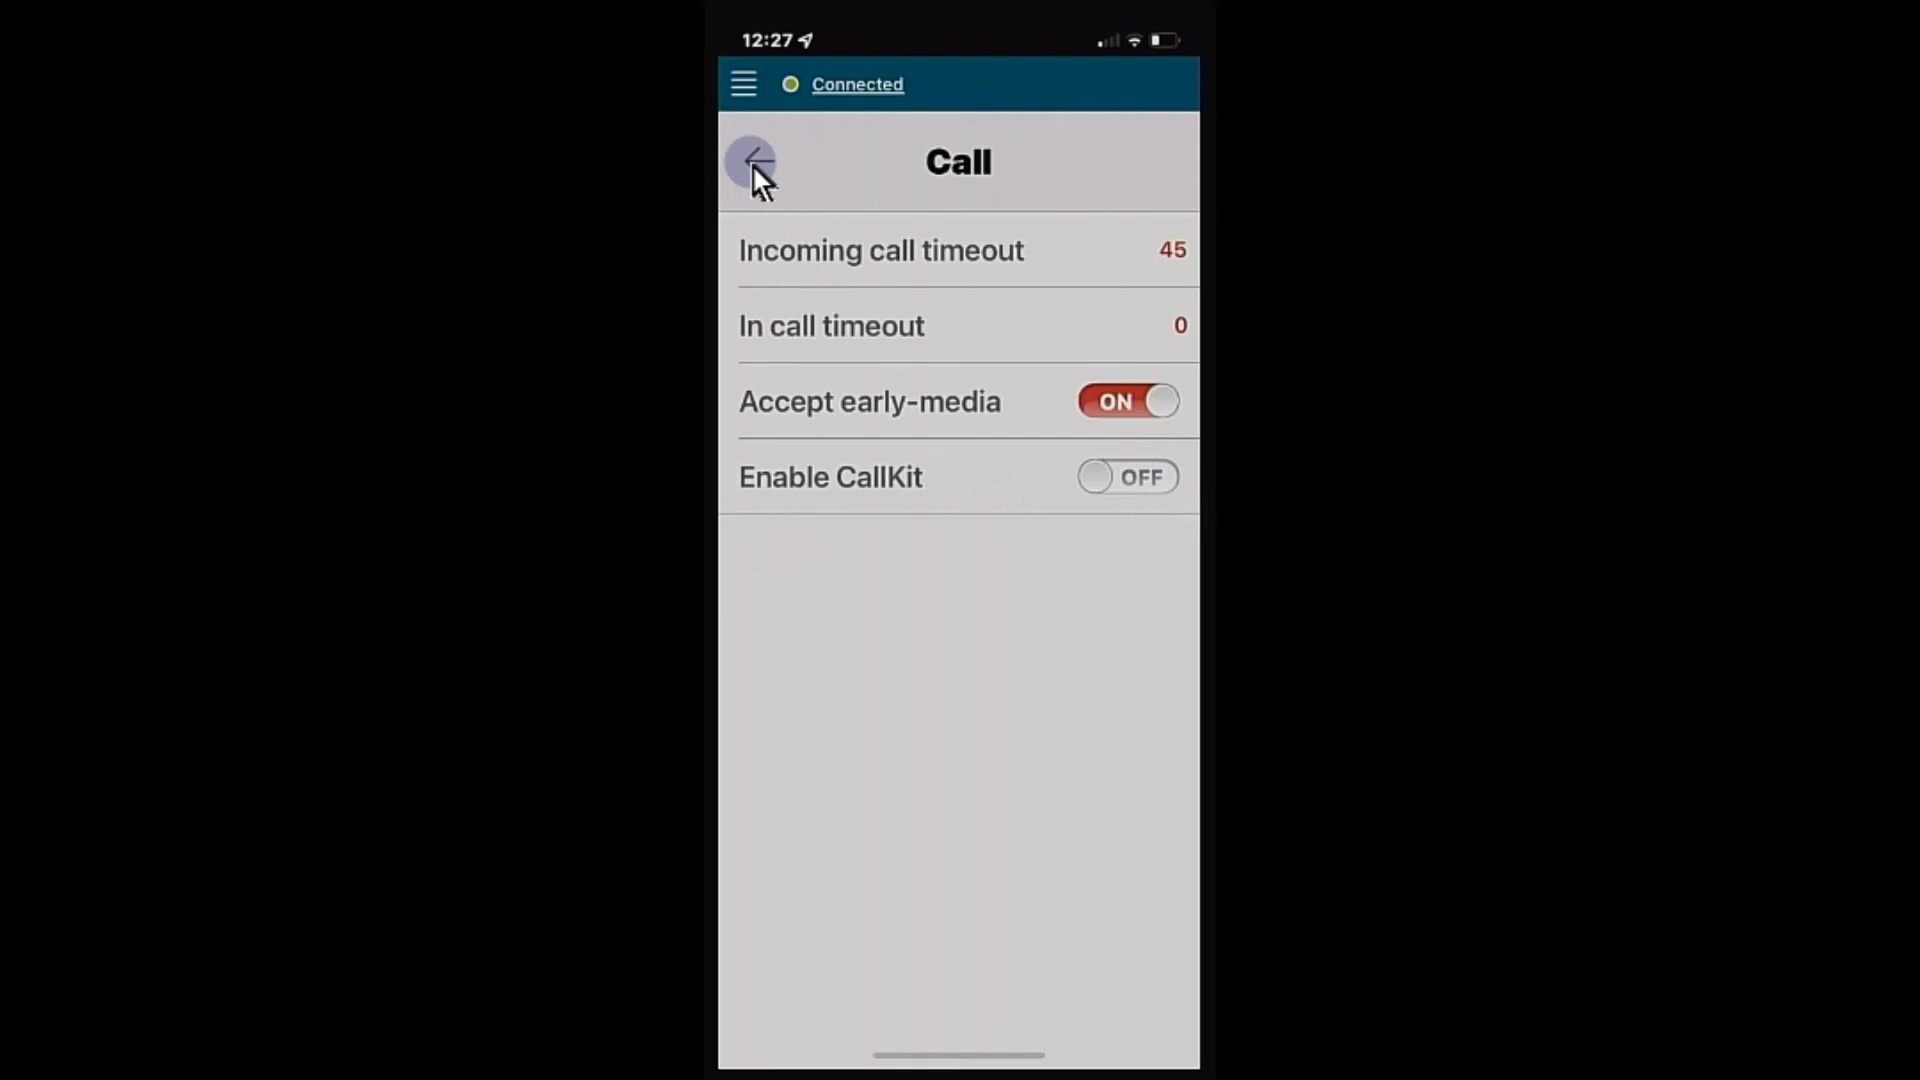 12:27
Connected
Call
Incoming call timeout 45
In call timeout 0
Accept early-media ON
Enable CallKit OFF